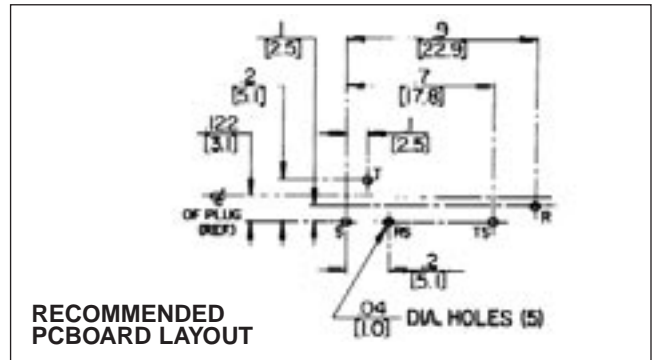 .1
[2.5]
.9
[22.9]
.2
[5.1]
.7
[17.8]
.122
[3.1]
.1
[2.5]
T
℄
OF PLUG
(REF)
S
RS
TS
R
.2
[5.1]
.04
[1.0]
DIA. HOLES (5)
RECOMMENDED
PCBOARD LAYOUT